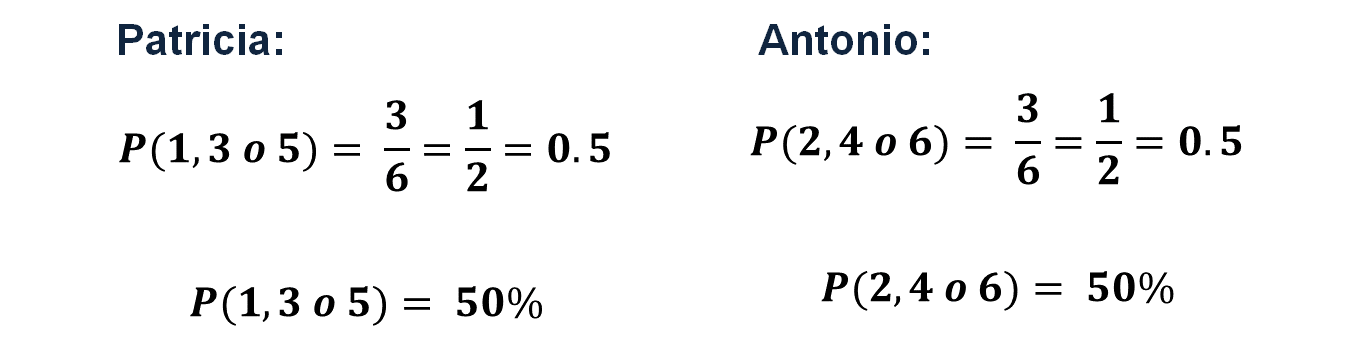 Patricia:
P(1, 3 o 5) = 3/6 = 1/2 = 0.5
P(1, 3 o 5) = 50%
Antonio:
P(2, 4 o 6) = 3/6 = 1/2 = 0.5
P(2, 4 o 6) = 50%